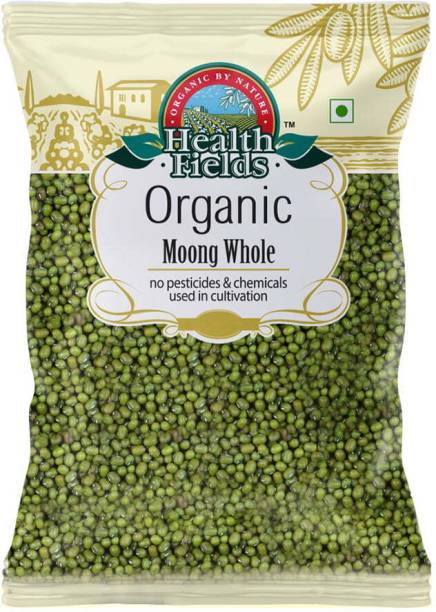 • ORGANIC BY NATURE •
Health
Fields
™
Organic
Moong Whole
no pesticides & chemicals
used in cultivation